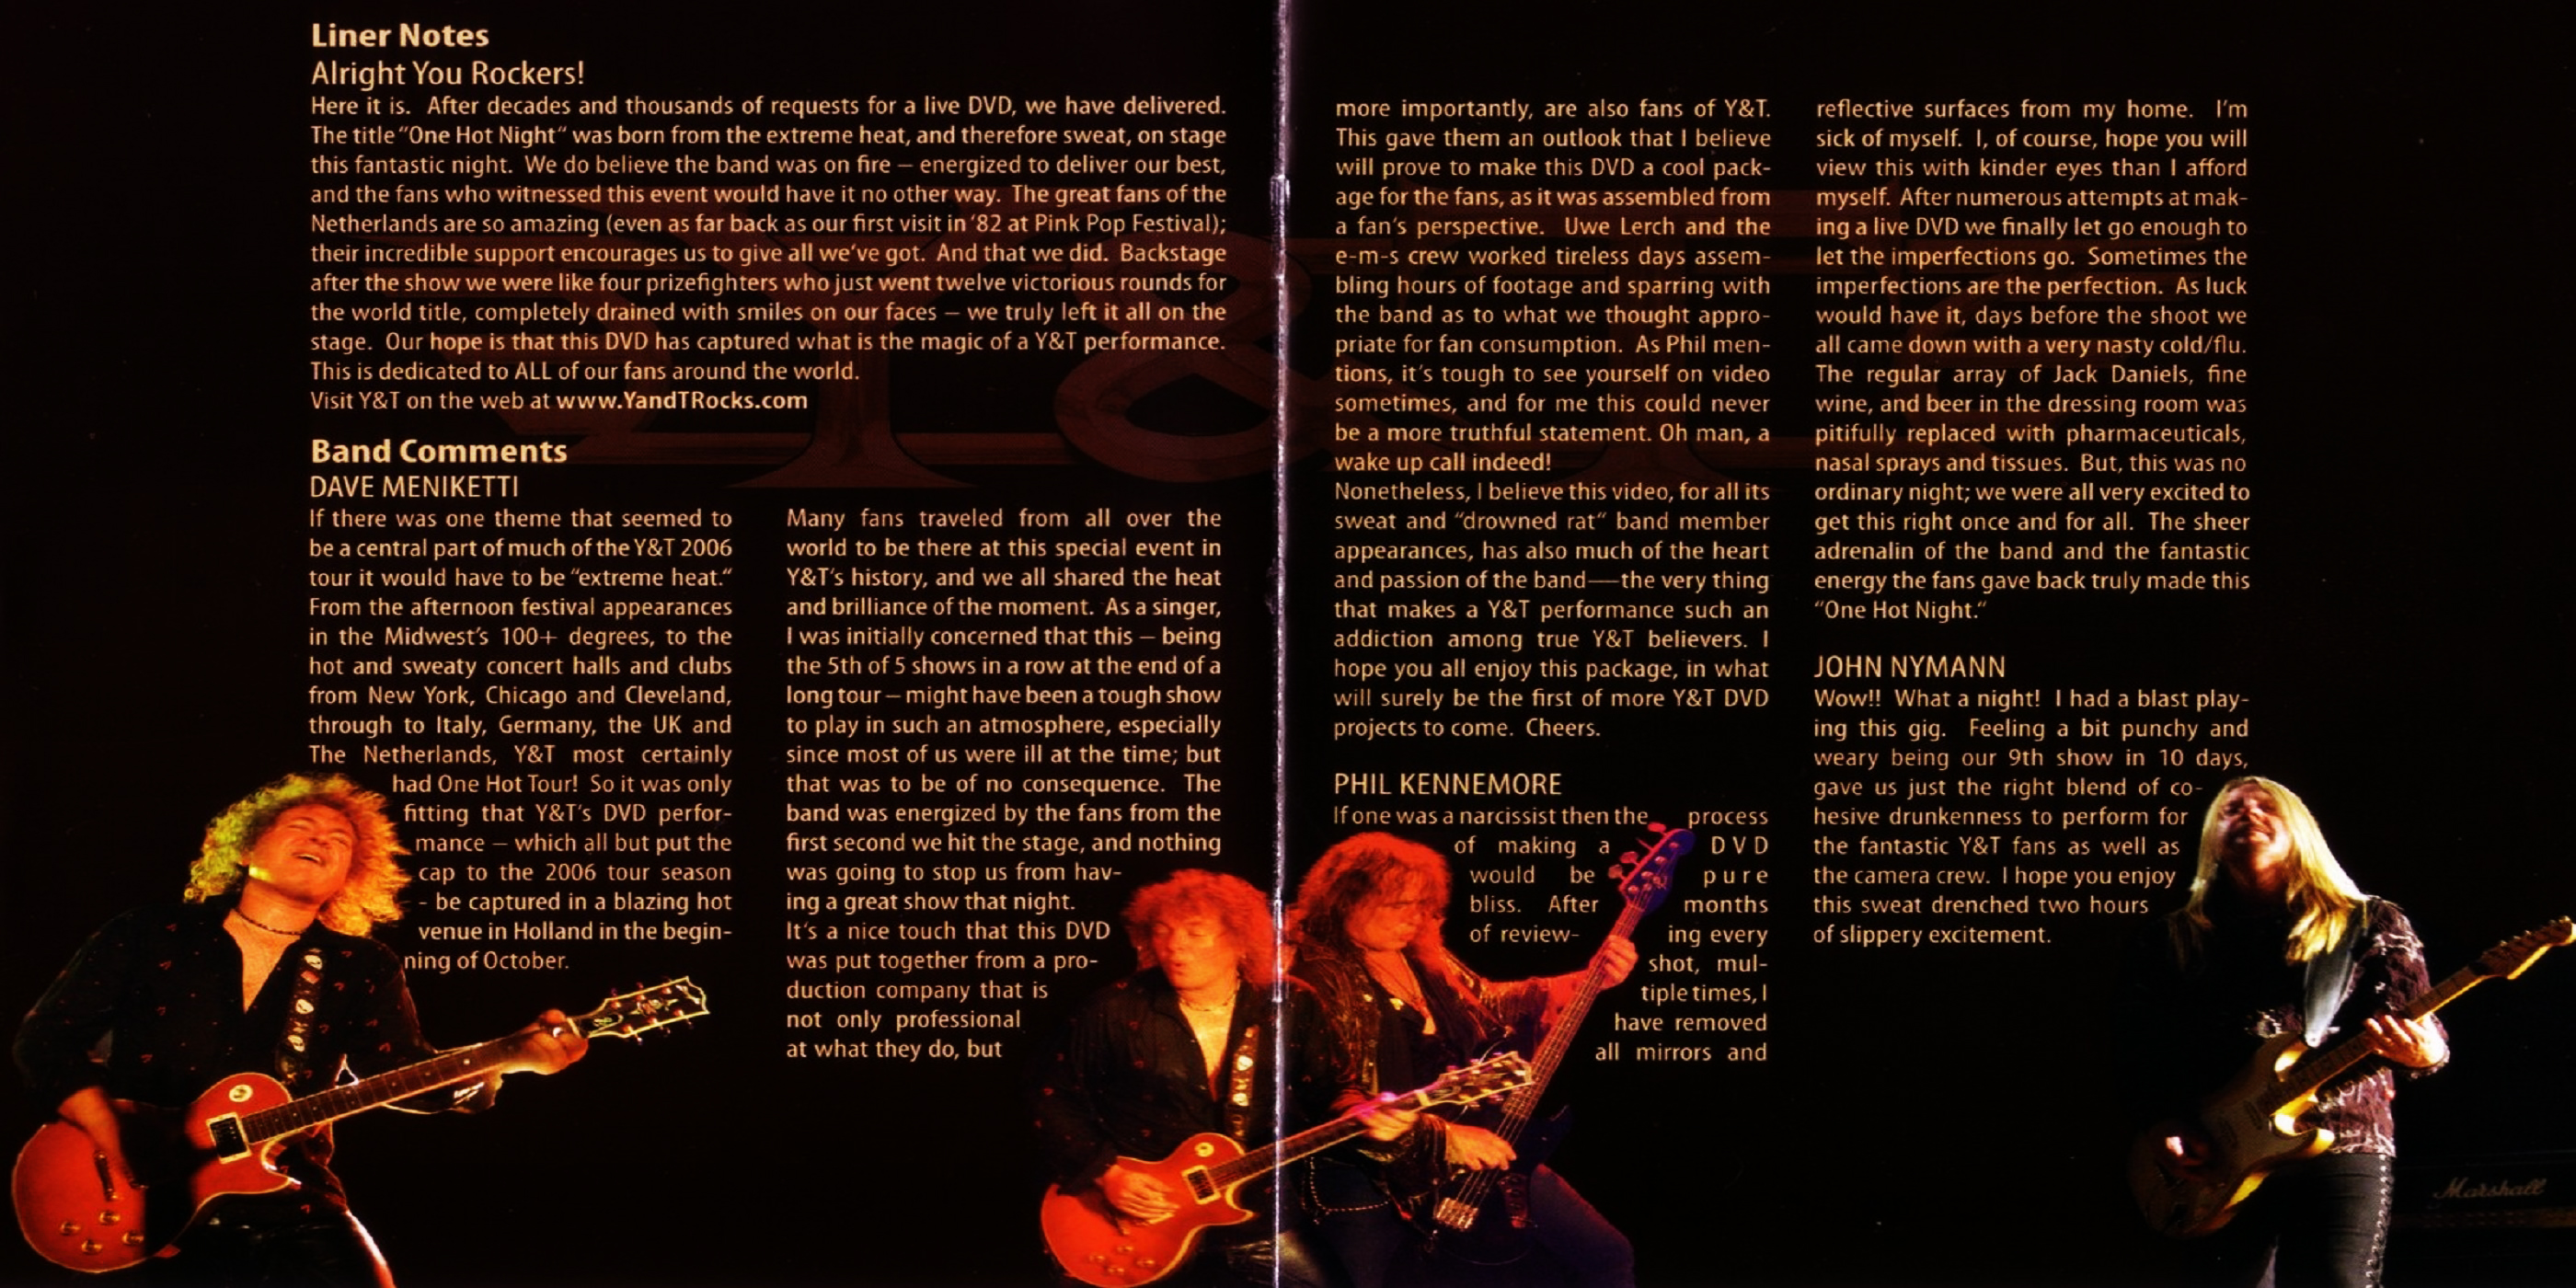 Liner Notes
Alright You Rockers!
Here it is. After decades and thousands of requests for a live DVD, we have delivered.
The title “One Hot Night“ was born from the extreme heat, and therefore sweat, on stage
this fantastic night. We do believe the band was on fire – energized to deliver our best,
and the fans who witnessed this event would have it no other way. The great fans of the
Netherlands are so amazing (even as far back as our first visit in ‘82 at Pink Pop Festival);
their incredible support encourages us to give all we‘ve got. And that we did. Backstage
after the show we were like four prizefighters who just went twelve victorious rounds for
the world title, completely drained with smiles on our faces – we truly left it all on the
stage. Our hope is that this DVD has captured what is the magic of a Y&T performance.
This is dedicated to ALL of our fans around the world.
Visit Y&T on the web at www.YandTRocks.com
Band Comments
DAVE MENIKETTI
If there was one theme that seemed to
be a central part of much of the Y&T 2006
tour it would have to be “extreme heat.“
From the afternoon festival appearances
in the Midwest‘s 100+ degrees, to the
hot and sweaty concert halls and clubs
from New York, Chicago and Cleveland,
through to Italy, Germany, the UK and
The Netherlands, Y&T most certainly
had One Hot Tour! So it was only
fitting that Y&T‘s DVD perfor-
mance – which all but put the
cap to the 2006 tour season
- be captured in a blazing hot
venue in Holland in the begin-
ning of October.
Many fans traveled from all over the
world to be there at this special event in
Y&T‘s history, and we all shared the heat
and brilliance of the moment. As a singer,
I was initially concerned that this – being
the 5th of 5 shows in a row at the end of a
long tour – might have been a tough show
to play in such an atmosphere, especially
since most of us were ill at the time; but
that was to be of no consequence. The
band was energized by the fans from the
first second we hit the stage, and nothing
was going to stop us from hav-
ing a great show that night.
It‘s a nice touch that this DVD
was put together from a pro-
duction company that is
not only professional
at what they do, but
more importantly, are also fans of Y&T.
This gave them an outlook that I believe
will prove to make this DVD a cool pack-
age for the fans, as it was assembled from
a fan‘s perspective. Uwe Lerch and the
e-m-s crew worked tireless days assem-
bling hours of footage and sparring with
the band as to what we thought appro-
priate for fan consumption. As Phil men-
tions, it‘s tough to see yourself on video
sometimes, and for me this could never
be a more truthful statement. Oh man, a
wake up call indeed!
Nonetheless, I believe this video, for all its
sweat and “drowned rat“ band member
appearances, has also much of the heart
and passion of the band—the very thing
that makes a Y&T performance such an
addiction among true Y&T believers. I
hope you all enjoy this package, in what
will surely be the first of more Y&T DVD
projects to come. Cheers.
PHIL KENNEMORE
If one was a narcissist then the process
of making a DVD
would be pure
bliss. After months
of review- ing every
shot, mul-
tiple times, I
have removed
all mirrors and
reflective surfaces from my home. I‘m
sick of myself. I, of course, hope you will
view this with kinder eyes than I afford
myself. After numerous attempts at mak-
ing a live DVD we finally let go enough to
let the imperfections go. Sometimes the
imperfections are the perfection. As luck
would have it, days before the shoot we
all came down with a very nasty cold/flu.
The regular array of Jack Daniels, fine
wine, and beer in the dressing room was
pitifully replaced with pharmaceuticals,
nasal sprays and tissues. But, this was no
ordinary night; we were all very excited to
get this right once and for all. The sheer
adrenalin of the band and the fantastic
energy the fans gave back truly made this
“One Hot Night.“
JOHN NYMANN
Wow!! What a night! I had a blast play-
ing this gig. Feeling a bit punchy and
weary being our 9th show in 10 days,
gave us just the right blend of co-
hesive drunkenness to perform for
the fantastic Y&T fans as well as
the camera crew. I hope you enjoy
this sweat drenched two hours
of slippery excitement.
Y&T
Marshall